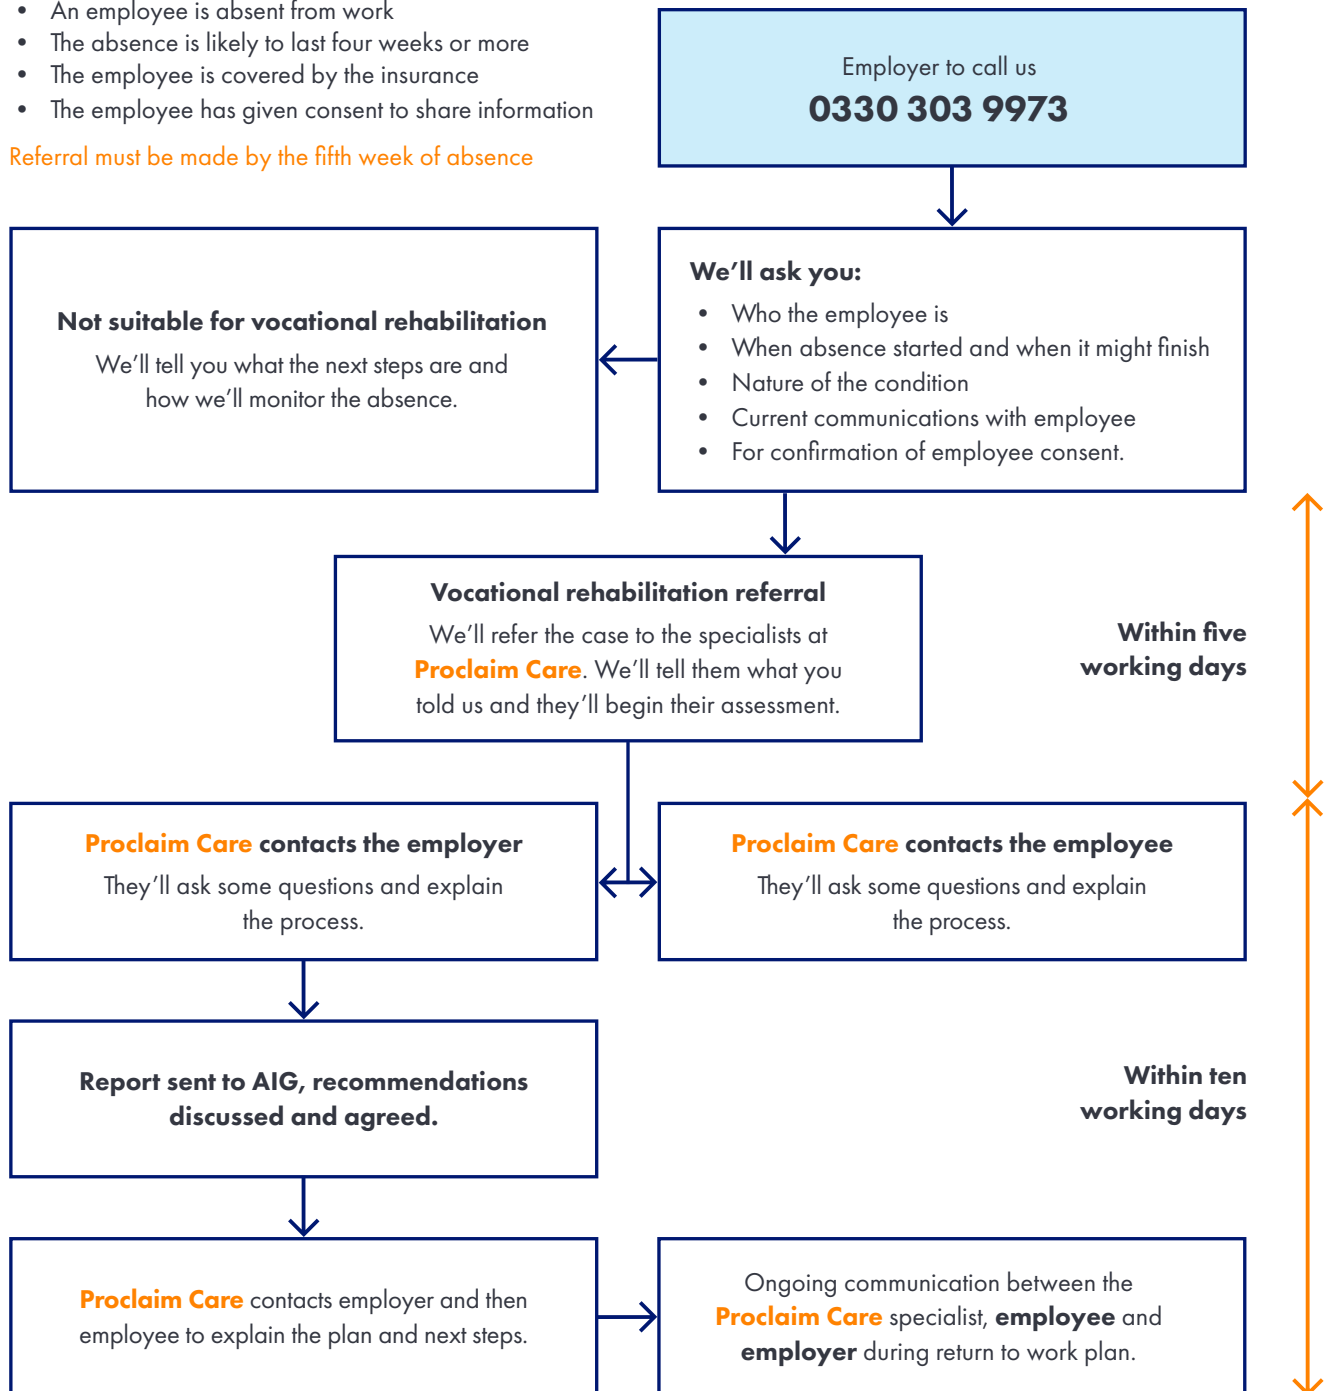 • An employee is absent from work
• The absence is likely to last four weeks or more
• The employee is covered by the insurance
• The employee has given consent to share information
Referral must be made by the fifth week of absence
Employer to call us
0330 303 9973
We’ll ask you:
• Who the employee is
• When absence started and when it might finish
• Nature of the condition
• Current communications with employee
• For confirmation of employee consent.
Not suitable for vocational rehabilitation
We’ll tell you what the next steps are and
how we’ll monitor the absence.
Vocational rehabilitation referral
We’ll refer the case to the specialists at
Proclaim Care. We’ll tell them what you
told us and they’ll begin their assessment.
Within five
working days
Proclaim Care contacts the employer
They’ll ask some questions and explain
the process.
Proclaim Care contacts the employee
They’ll ask some questions and explain
the process.
Report sent to AIG, recommendations
discussed and agreed.
Within ten
working days
Proclaim Care contacts employer and then
employee to explain the plan and next steps.
Ongoing communication between the
Proclaim Care specialist, employee and
employer during return to work plan.